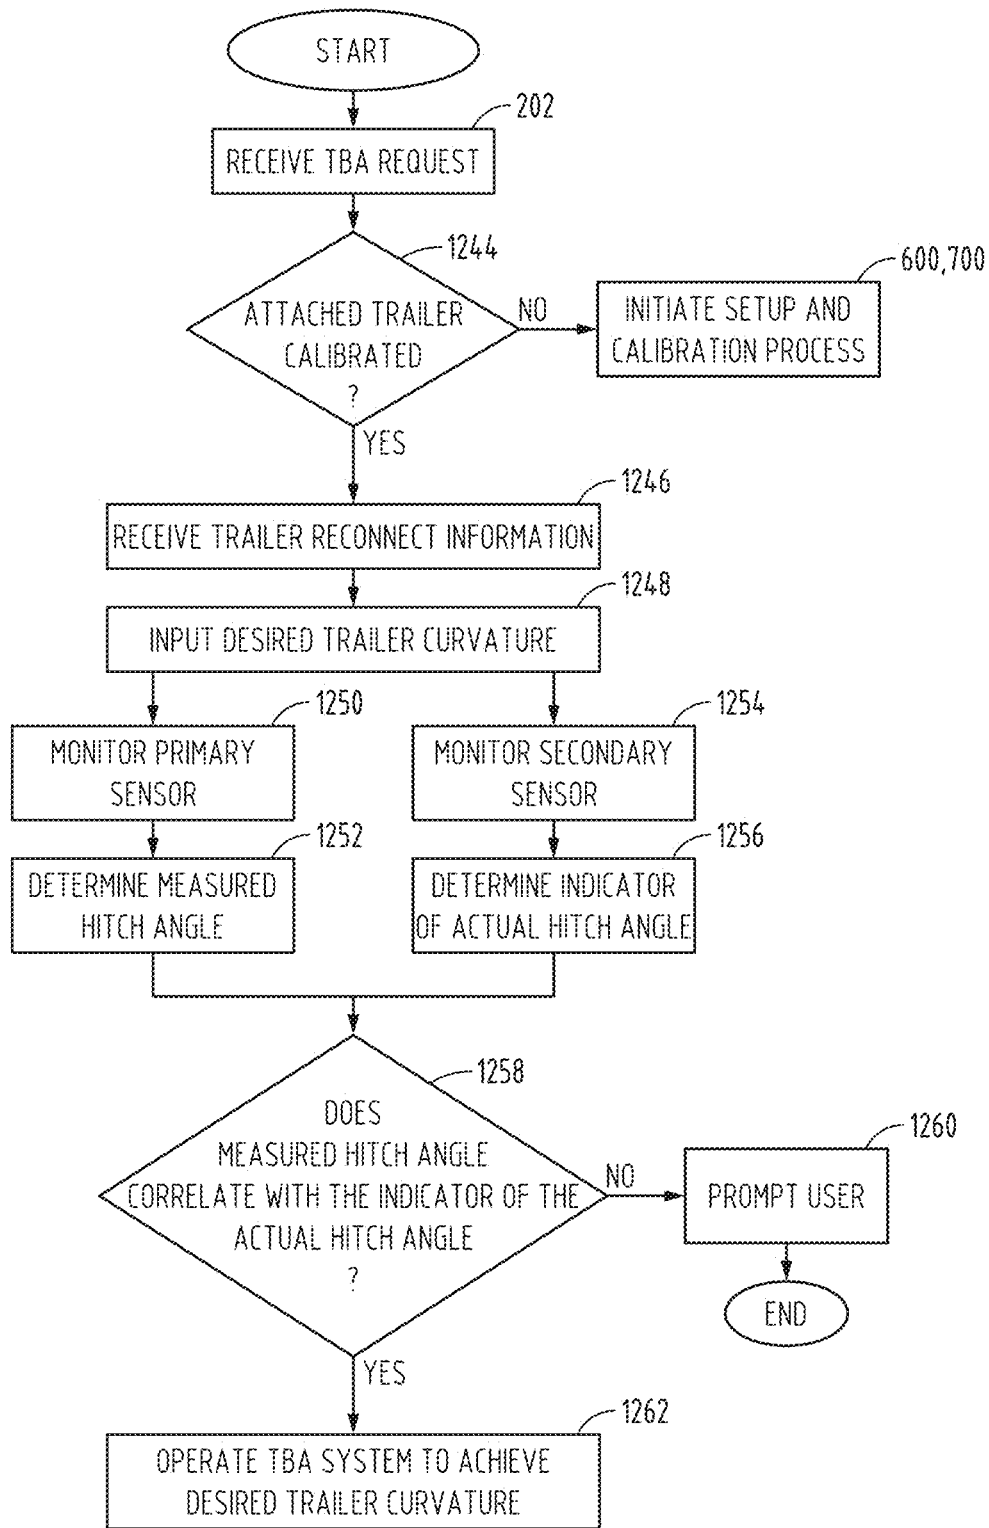 START
202
RECEIVE TBA REQUEST
1244
ATTACHED TRAILER
CALIBRATED
?
NO
600,700
INITIATE SETUP AND
CALIBRATION PROCESS
YES
1246
RECEIVE TRAILER RECONNECT INFORMATION
1248
INPUT DESIRED TRAILER CURVATURE
1250
MONITOR PRIMARY
SENSOR
1254
MONITOR SECONDARY
SENSOR
1252
DETERMINE MEASURED
HITCH ANGLE
1256
DETERMINE INDICATOR
OF ACTUAL HITCH ANGLE
1258
DOES
MEASURED HITCH ANGLE
CORRELATE WITH THE INDICATOR OF THE
ACTUAL HITCH ANGLE
?
NO
1260
PROMPT USER
END
YES
1262
OPERATE TBA SYSTEM TO ACHIEVE
DESIRED TRAILER CURVATURE